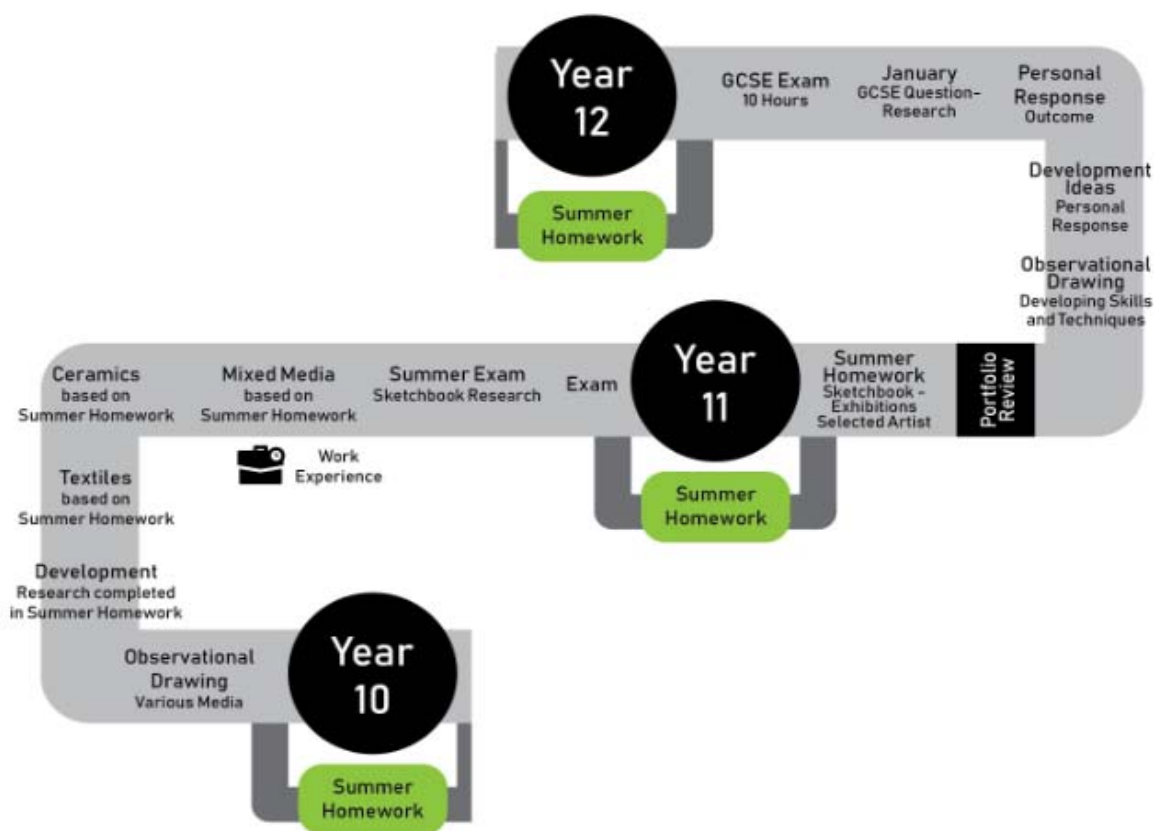 Year
12
GCSE Exam
10 Hours
January
GCSE Question-
Research
Personal
Response
Outcome
Summer
Homework
Development
Ideas
Personal
Response
Observational
Drawing
Developing Skills
and Techniques
Ceramics
based on
Summer Homework
Mixed Media
based on
Summer Homework
Summer Exam
Sketchbook Research
Exam
Year
11
Summer
Homework
Sketchbook -
Exhibitions
Selected Artist
Portfolio
Review
Work
Experience
Summer
Homework
Textiles
based on
Summer Homework
Development
Research completed
in Summer Homework
Observational
Drawing
Various Media
Year
10
Summer
Homework